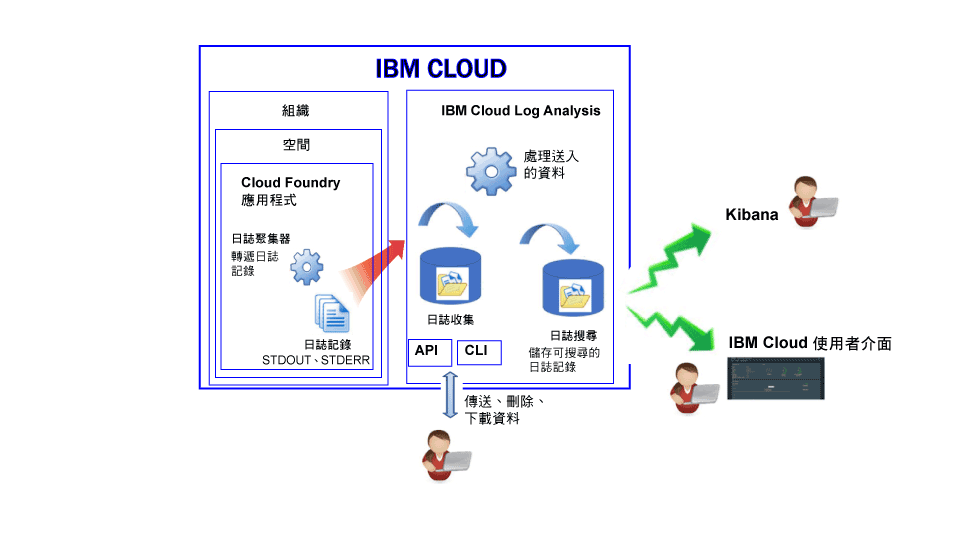 IBM CLOUD
組織
空間
Cloud Foundry
應用程式
日誌聚集器
轉遞日誌
記錄
日誌記錄
STDOUT、STDERR
IBM Cloud Log Analysis
處理送入
的資料
日誌收集
日誌搜尋
儲存可搜尋的
日誌記錄
API
CLI
傳送、刪除、
下載資料
Kibana
IBM Cloud 使用者介面